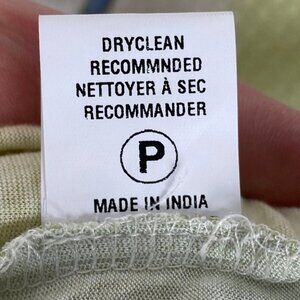 DRYCLEAN
RECOMMNDED
NETTOYER À SEC
RECOMMANDER
P
MADE IN INDIA